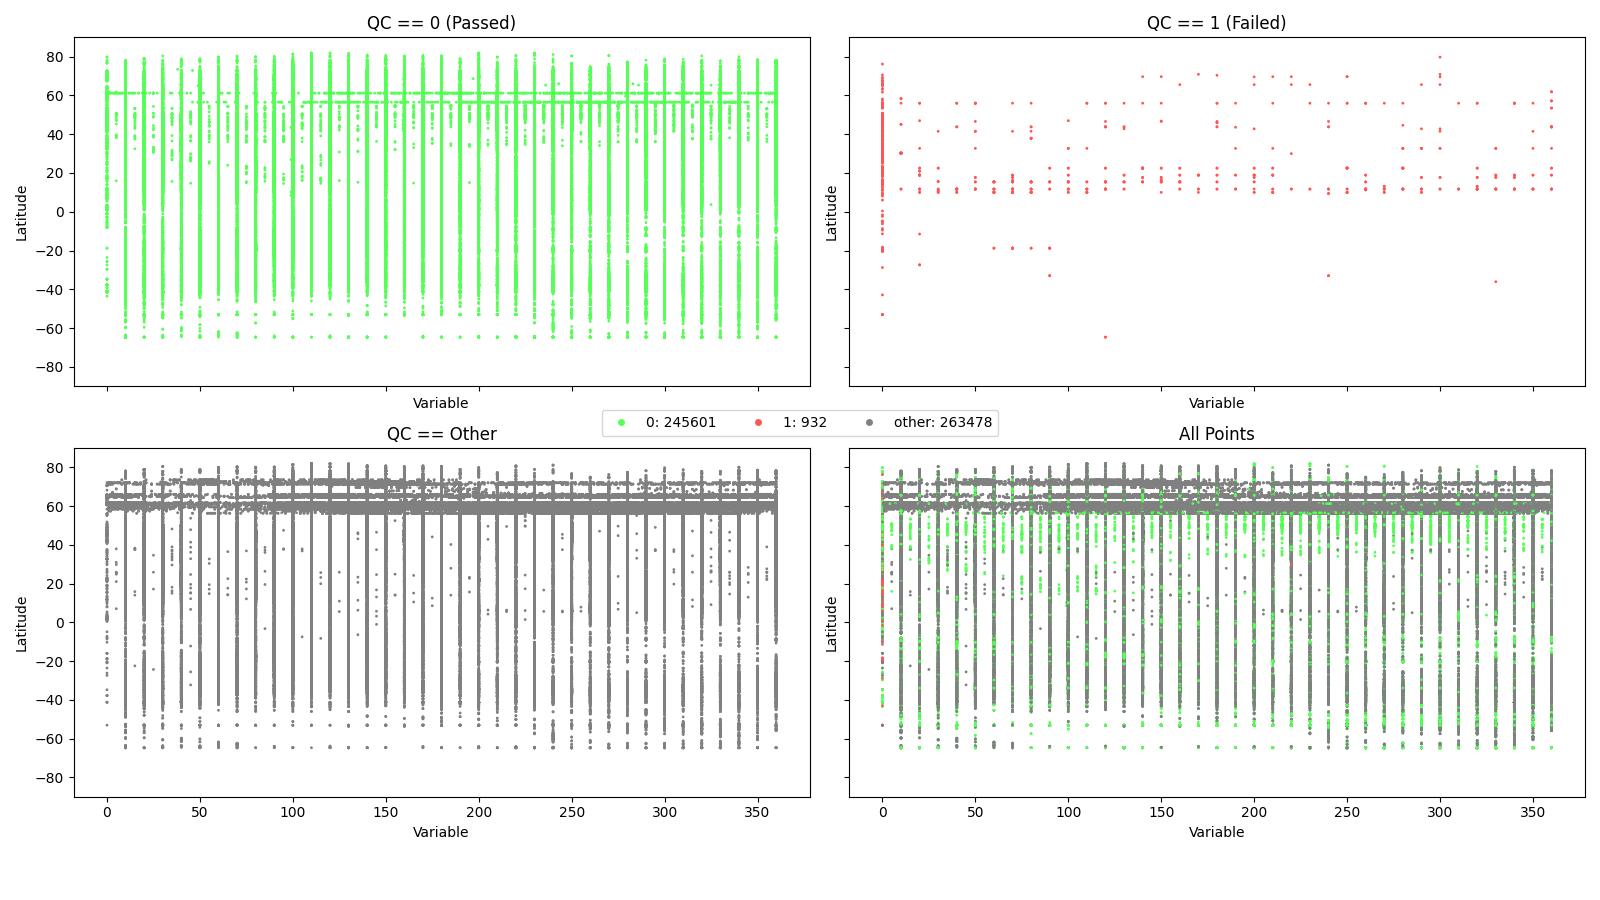 QC == 0 (Passed)
QC == 1 (Failed)
80
60
40
20
0
−20
−40
−60
−80
Latitude
Latitude
Variable
Variable
0: 245601
1: 932
other: 263478
QC == Other
All Points
80
60
40
20
0
−20
−40
−60
−80
Latitude
Latitude
0 50 100 150 200 250 300 350
0 50 100 150 200 250 300 350
Variable
Variable